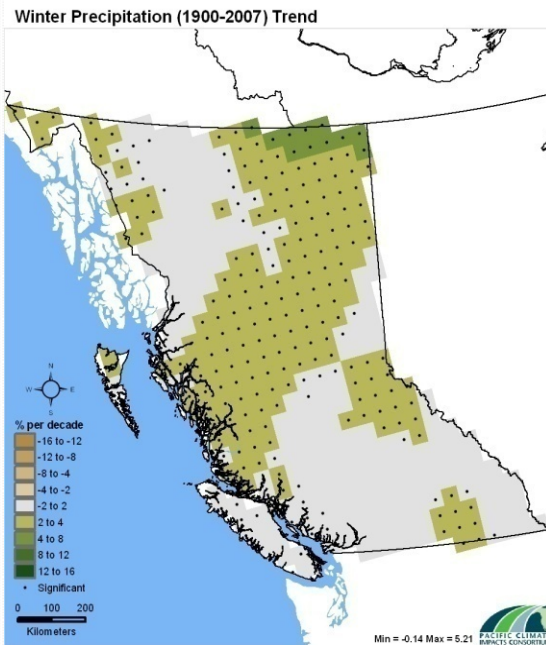 Winter Precipitation (1900-2007) Trend
N
W E
S
% per decade
-16 to -12
-12 to -8
-8 to -4
-4 to -2
-2 to 2
2 to 4
4 to 8
8 to 12
12 to 16
• Significant
0 100 200
Kilometers
Min = -0.14 Max = 5.21
PACIFIC CLIMATE
IMPACTS CONSORTIUM